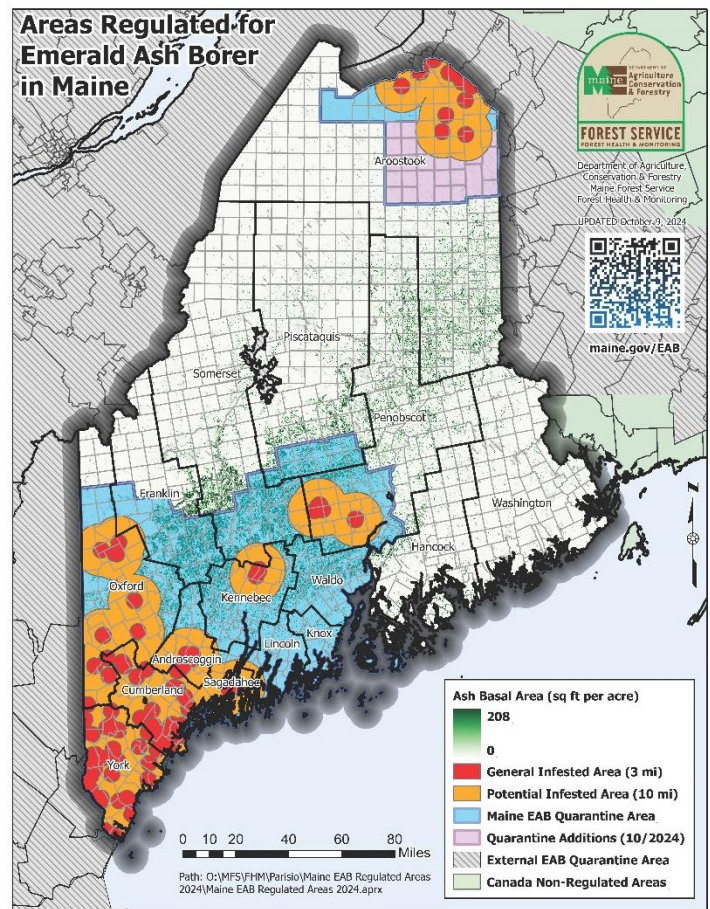 Areas Regulated for
Emerald Ash Borer
in Maine
DEPARTMENT OF
Agriculture
Conservation
& Forestry
maine
FOREST SERVICE
FOREST HEALTH & MONITORING
Department of Agriculture,
Conservation & Forestry
Maine Forest Service
Forest Health & Monitoring
UPDATED October 9, 2024
maine.gov/EAB
Aroostook
Piscataquis
Somerset
Penobscot
Franklin
Washington
Hancock
Oxford
Waldo
Kennebec
Knox
Lincoln
Androscoggin
Sagadahoc
Cumberland
York
N
Ash Basal Area (sq ft per acre)
208
0
General Infested Area (3 mi)
Potential Infested Area (10 mi)
Maine EAB Quarantine Area
Quarantine Additions (10/2024)
External EAB Quarantine Area
Canada Non-Regulated Areas
0 10 20 40 60 80
Miles
Path: O:\MFS\FHM\Parisio\Maine EAB Regulated Areas
2024\Maine EAB Regulated Areas 2024.aprx